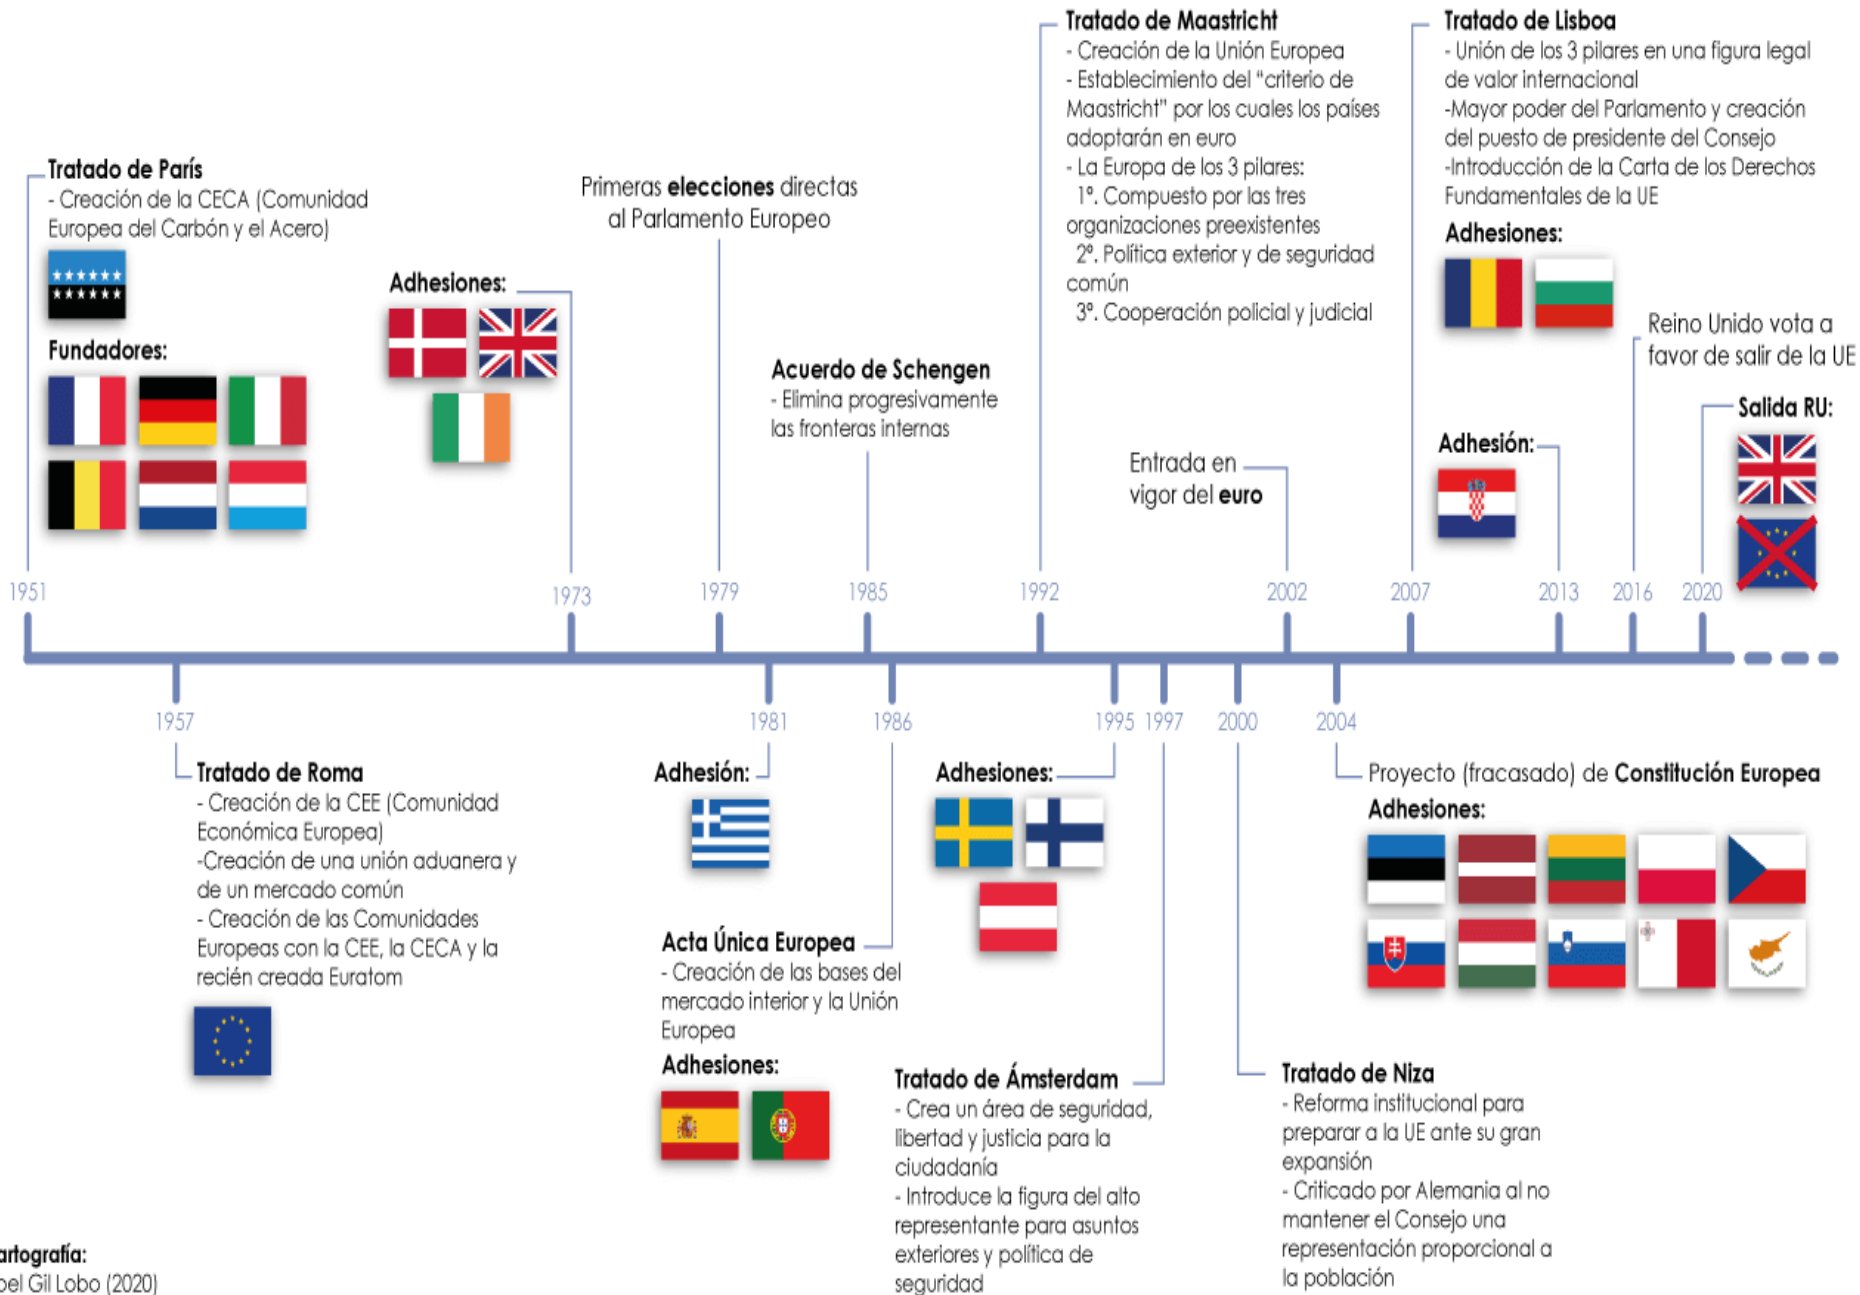 Tratado de París
- Creación de la CECA (Comunidad
Europea del Carbón y el Acero)
Fundadores:
Adhesiones:
Primeras elecciones directas
al Parlamento Europeo
Acuerdo de Schengen
- Elimina progresivamente
las fronteras internas
Tratado de Maastricht
- Creación de la Unión Europea
- Establecimiento del "criterio de
Maastricht" por los cuales los países
adoptarán en euro
- La Europa de los 3 pilares:
1º. Compuesto por las tres
organizaciones preexistentes
2º. Política exterior y de seguridad
común
3º. Cooperación policial y judicial
Entrada en
vigor del euro
Tratado de Lisboa
- Unión de los 3 pilares en una figura legal
de valor internacional
-Mayor poder del Parlamento y creación
del puesto de presidente del Consejo
-Introducción de la Carta de los Derechos
Fundamentales de la UE
Adhesiones:
Adhesión:
Reino Unido vota a
favor de salir de la UE
Salida RU:
1951
1973
1979
1985
1992
2002
2007
2013
2016
2020
1957
1981
1986
1995
1997
2000
2004
Tratado de Roma
- Creación de la CEE (Comunidad
Económica Europea)
-Creación de una unión aduanera y
de un mercado común
- Creación de las Comunidades
Europeas con la CEE, la CECA y la
recién creada Euratom
Adhesión:
Acta Única Europea
- Creación de las bases del
mercado interior y la Unión
Europea
Adhesiones:
Adhesiones:
Tratado de Ámsterdam
- Crea un área de seguridad,
libertad y justicia para la
ciudadanía
- Introduce la figura del alto
representante para asuntos
exteriores y política de
seguridad
Tratado de Niza
- Reforma institucional para
preparar a la UE ante su gran
expansión
- Criticado por Alemania al no
mantener el Consejo una
representación proporcional a
la población
Proyecto (fracasado) de Constitución Europea
Adhesiones:
artografía:
bel Gil Lobo (2020)